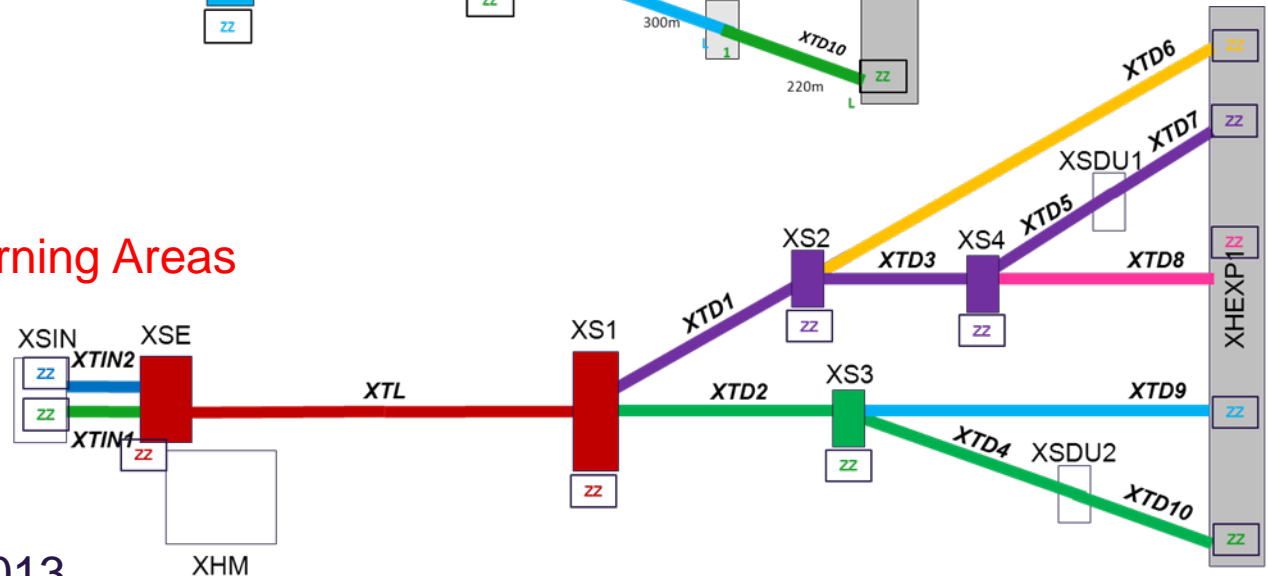 ZZ
ZZ
300m
L
1
XTD10
220m
L
ZZ
XTD6
ZZ
XTD7
ZZ
XSDU1
XTD5
XS2
XTD3
XS4
XTD8
ZZ
XHEXP1
rning Areas
XTD1
ZZ
ZZ
XSIN
XSE
XTIN2
ZZ
XTL
XS1
XTD2
XS3
XTD9
ZZ
ZZ
XTIN1
ZZ
ZZ
ZZ
XTD4
XSDU2
XTD10
ZZ
013
XHM